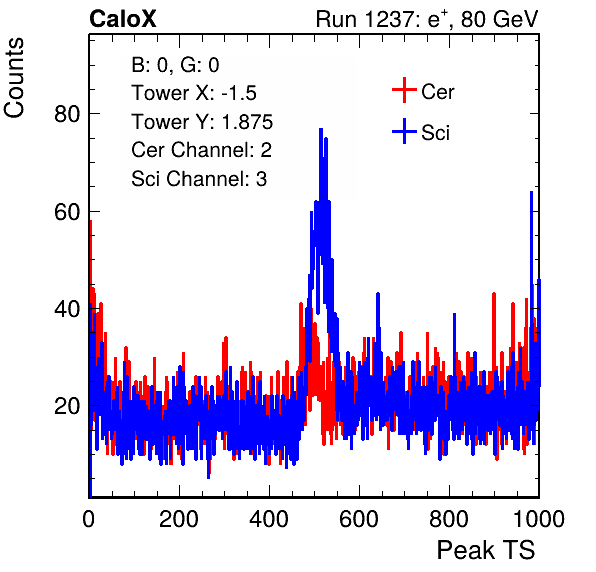 CaloX Run 1237: e+, 80 GeV
Counts
B: 0, G: 0
Tower X: -1.5
Tower Y: 1.875
Cer Channel: 2
Sci Channel: 3
Cer
Sci
80
60
40
20
0 200 400 600 800 1000
Peak TS